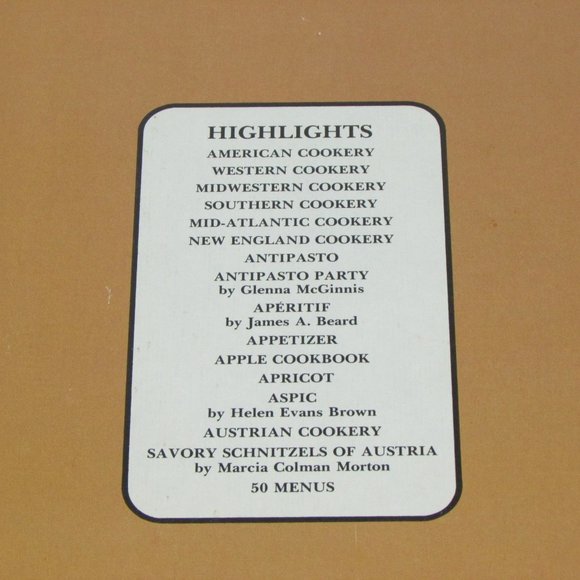 HIGHLIGHTS
AMERICAN COOKERY
WESTERN COOKERY
MIDWESTERN COOKERY
SOUTHERN COOKERY
MID-ATLANTIC COOKERY
NEW ENGLAND COOKERY
ANTIPASTO
ANTIPASTO PARTY
by Glenna McGinnis
APÉRITIF
by James A. Beard
APPETIZER
APPLE COOKBOOK
APRICOT
ASPIC
by Helen Evans Brown
AUSTRIAN COOKERY
SAVORY SCHNITZELS OF AUSTRIA
by Marcia Colman Morton
50 MENUS